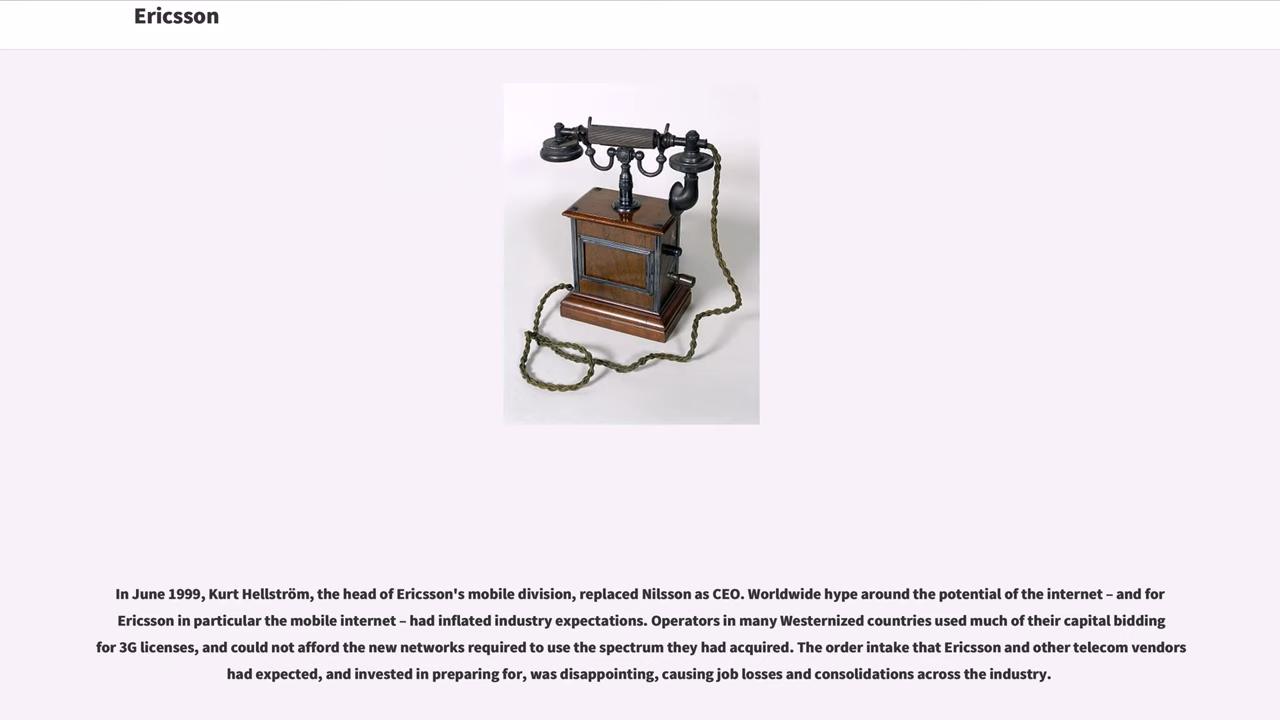 Ericsson
In June 1999, Kurt Hellström, the head of Ericsson's mobile division, replaced Nilsson as CEO. Worldwide hype around the potential of the internet – and for
Ericsson in particular the mobile internet – had inflated industry expectations. Operators in many Westernized countries used much of their capital bidding
for 3G licenses, and could not afford the new networks required to use the spectrum they had acquired. The order intake that Ericsson and other telecom vendors
had expected, and invested in preparing for, was disappointing, causing job losses and consolidations across the industry.